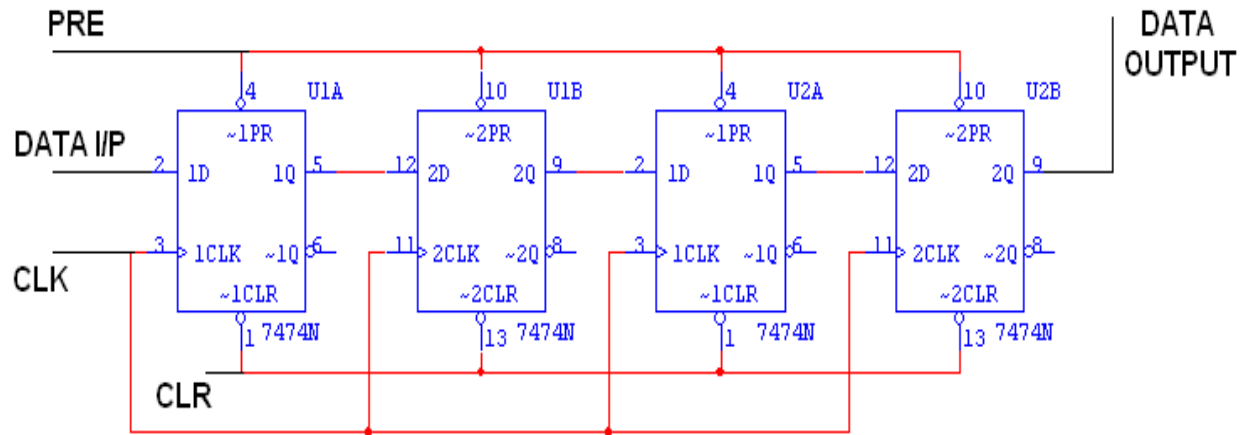 PRE
DATA
OUTPUT
4 U1A
10 U1B
4 U2A
10 U2B
~1PR
~2PR
~1PR
~2PR
DATA I/P
2 1D 1Q 5
12 2D 2Q 9
2 1D 1Q 5
12 2D 2Q 9
3 1CLK ~1Q 6
11 2CLK ~2Q 8
3 1CLK ~1Q 6
11 2CLK ~2Q 8
CLK
~1CLR
~2CLR
~1CLR
~2CLR
1 7474N
13 7474N
1 7474N
13 7474N
CLR